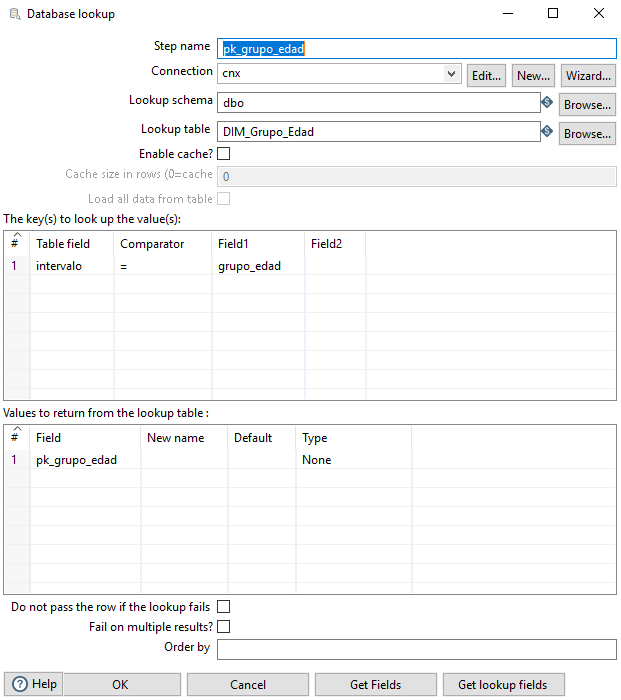 Database lookup
Step name pk_grupo_edad
Connection cnx Edit... New... Wizard...
Lookup schema dbo Browse...
Lookup table DIM_Grupo_Edad Browse...
Enable cache?
Cache size in rows (0=cache 0
Load all data from table
The key(s) to look up the value(s):
# Table field Comparator Field1 Field2
1 intervalo = grupo_edad
Values to return from the lookup table :
# Field New name Default Type
1 pk_grupo_edad None
Do not pass the row if the lookup fails
Fail on multiple results?
Order by
Help OK Cancel Get Fields Get lookup fields